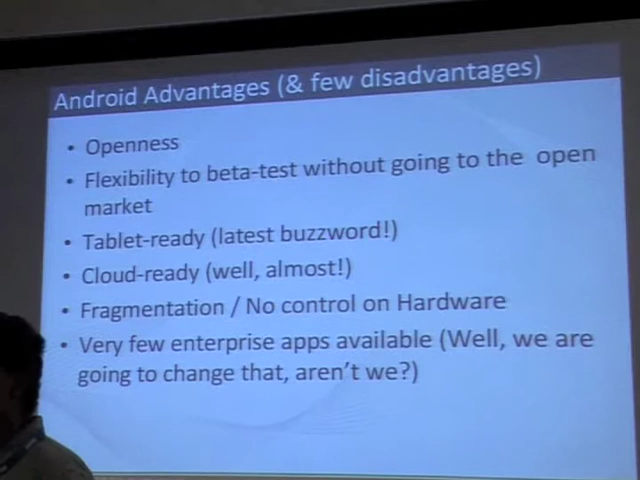 Android Advantages (& few disadvantages)
• Openness
• Flexibility to beta-test without going to the open
market
• Tablet-ready (latest buzzword!)
• Cloud-ready (well, almost!)
• Fragmentation / No control on Hardware
• Very few enterprise apps available (Well, we are
going to change that, aren't we?)